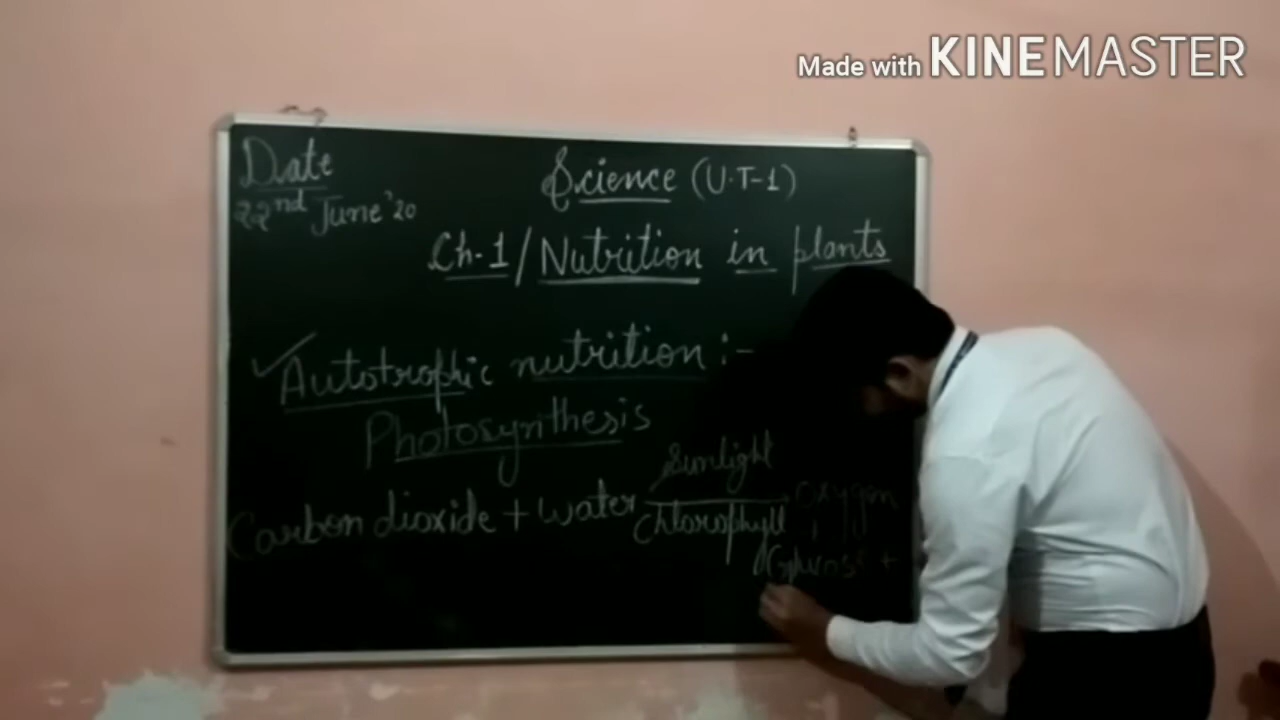 Made with KINEMASTER
Date
22nd June'20
Science (U.T-1)
Ch-1/Nutrition in plants
✓Autotrophic nutrition :-
Photosynthesis
Sunlight
Carbon dioxide + water
Chlorophyll
Oxygen
+
Glucose +